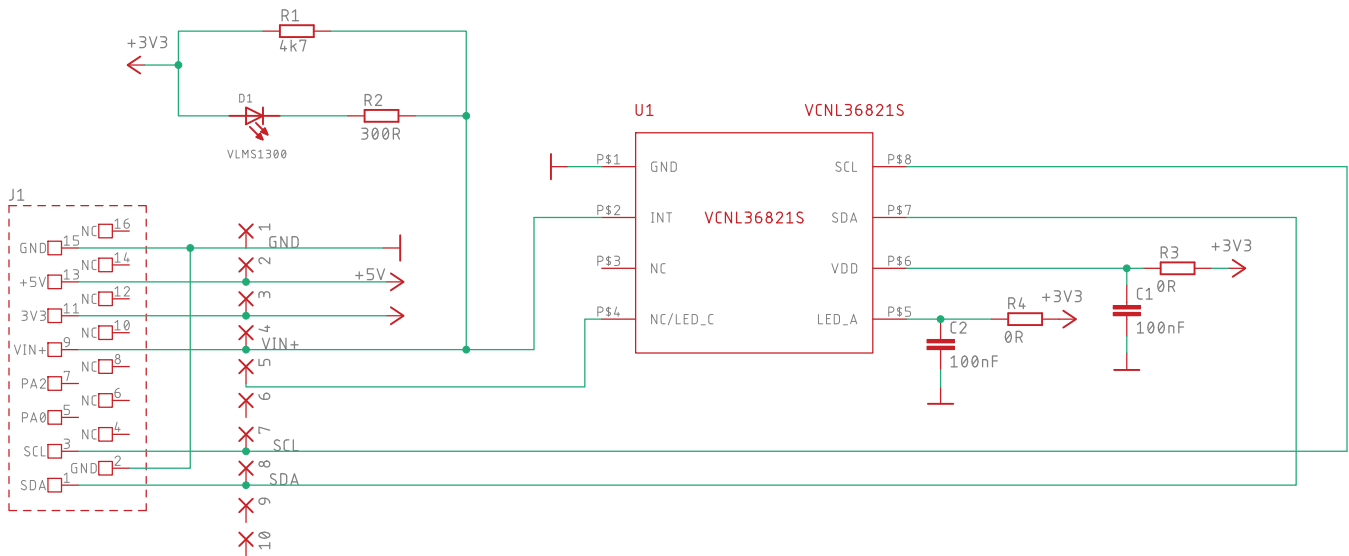 R1
4k7
+3V3
D1
VLMS1300
R2
300R
U1
VCNL36821S
VCNL36821S
P$1
GND
P$2
INT
P$3
NC
P$4
NC/LED_C
SCL
P$8
SDA
P$7
VDD
P$6
LED_A
P$5
R3
0R
+3V3
C1
100nF
R4
0R
+3V3
C2
100nF
J1
NC 16
GND 15
NC 14
+5V 13
NC 12
3V3 11
NC 10
VIN+ 9
NC 8
PA2 7
NC 6
PA0 5
NC 4
SCL 3
GND 2
SDA 1
1
GND
2
+5V
3
4
VIN+
5
6
7
SCL
8
SDA
9
10